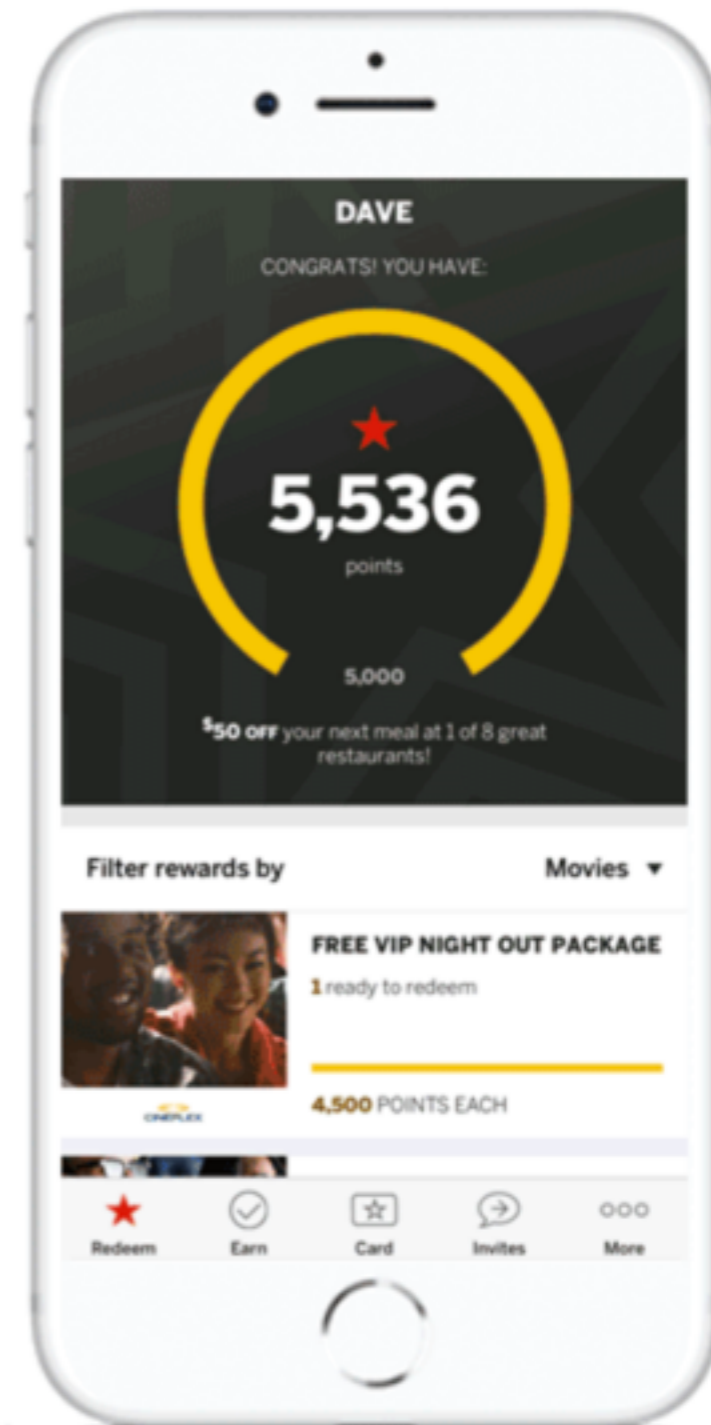 DAVE
CONGRATS! YOU HAVE:
5,536
points
5,000
$50 OFF your next meal at 1 of 8 great
restaurants!
Filter rewards by Movies
FREE VIP NIGHT OUT PACKAGE
1 ready to redeem
CINEPLEX
4,500 POINTS EACH
Redeem Earn Card Invites More